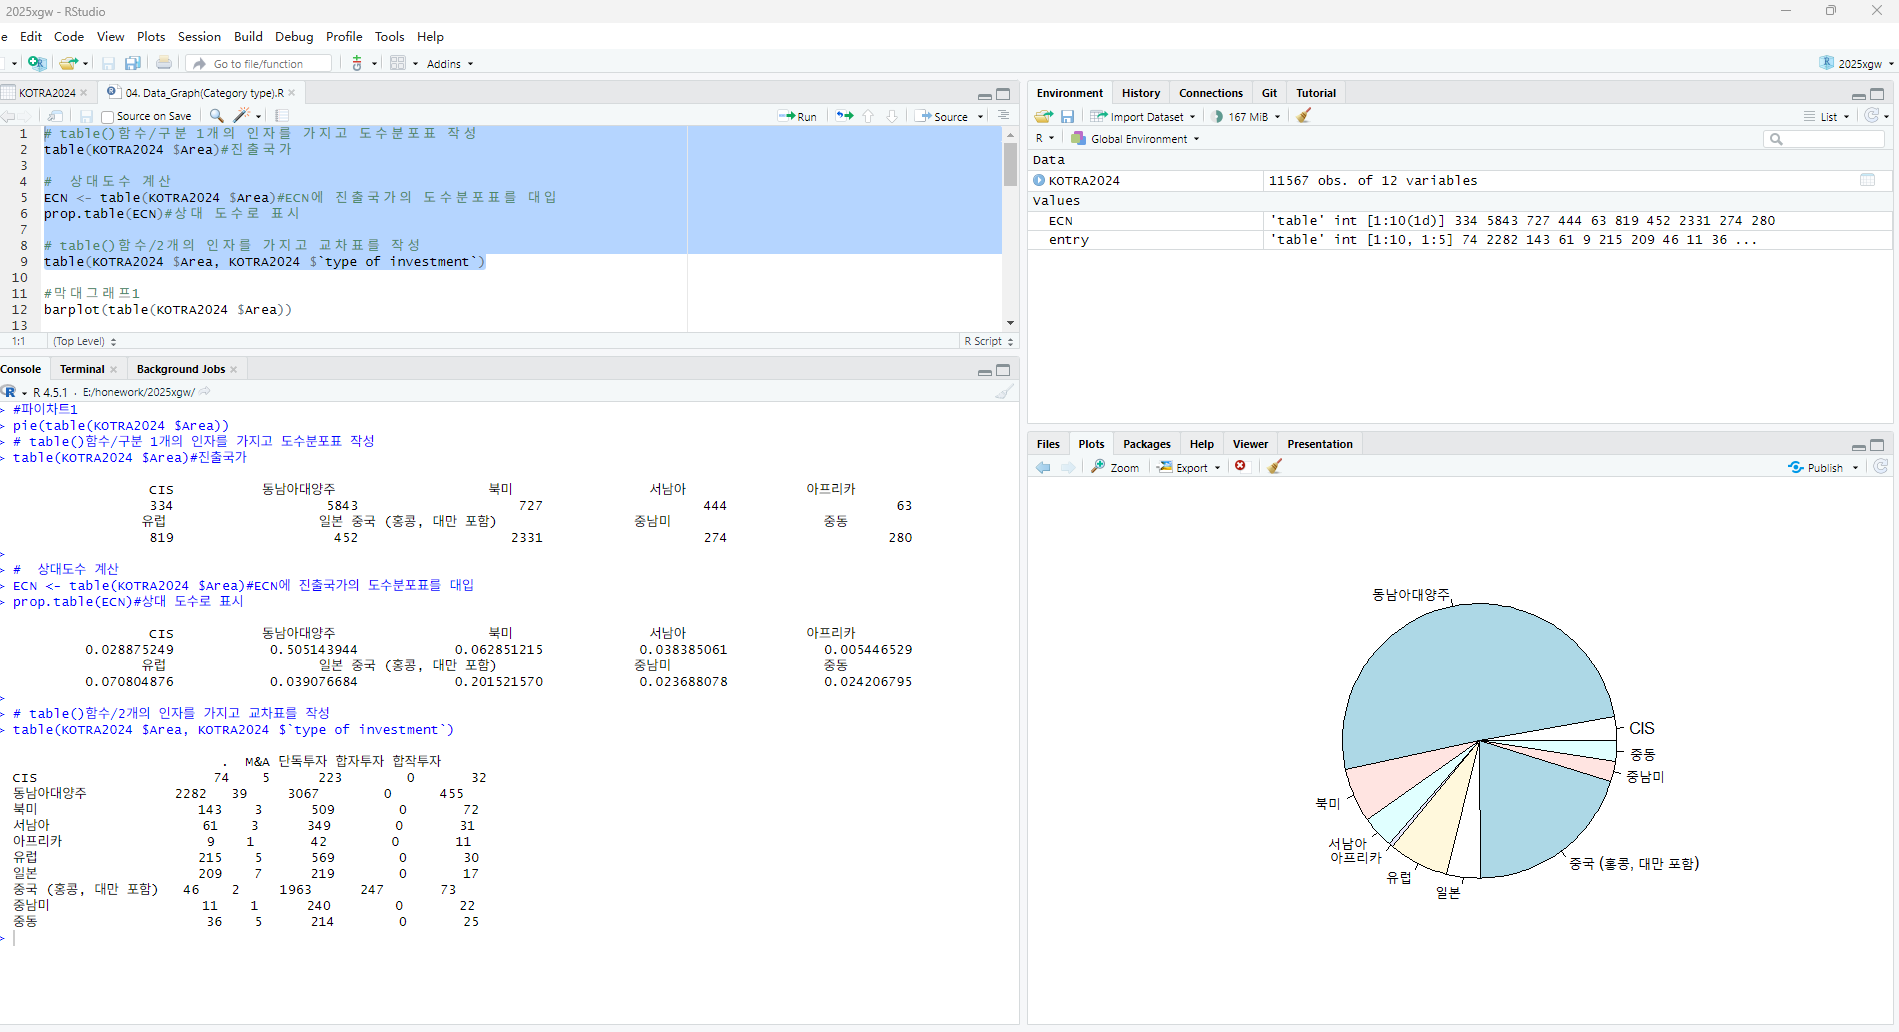 2025xgw - RStudio
e Edit Code View Plots Session Build Debug Profile Tools Help
Go to file/function Addins 2025xgw
KOTRA2024 04. Data_Graph(Category type).R
Source on Save Run Source
1 # table()함수/구분 1개의 인자를 가지고 도수분포표 작성
2 table(KOTRA2024 $Area)#진출국가
3
4 #  상대도수 계산
5 ECN <- table(KOTRA2024 $Area)#ECN에 진출국가의 도수분포표를 대입
6 prop.table(ECN)#상대 도수로 표시
7
8 # table()함수/2개의 인자를 가지고 교차표를 작성
9 table(KOTRA2024 $Area, KOTRA2024 $`type of investment`)
10
11 #막대그래프1
12 barplot(table(KOTRA2024 $Area))
13
1:1 (Top Level) R Script
Console Terminal Background Jobs
R 4.5.1 · E:/honework/2025xgw/
> #파이차트1
> pie(table(KOTRA2024 $Area))
> # table()함수/구분 1개의 인자를 가지고 도수분포표 작성
> table(KOTRA2024 $Area)#진출국가
CIS 동남아대양주 북미 서남아 아프리카
334 5843 727 444 63
유럽 일본 중국 (홍콩, 대만 포함) 중남미 중동
819 452 2331 274 280
>
> #  상대도수 계산
> ECN <- table(KOTRA2024 $Area)#ECN에 진출국가의 도수분포표를 대입
> prop.table(ECN)#상대 도수로 표시
CIS 동남아대양주 북미 서남아 아프리카
0.028875249 0.505143944 0.062851215 0.038385061 0.005446529
유럽 일본 중국 (홍콩, 대만 포함) 중남미 중동
0.070804876 0.039076684 0.201521570 0.023688078 0.024206795
>
> # table()함수/2개의 인자를 가지고 교차표를 작성
> table(KOTRA2024 $Area, KOTRA2024 $`type of investment`)
. M&A 단독투자 합자투자 합작투자
CIS 74 5 223 0 32
동남아대양주 2282 39 3067 0 455
북미 143 3 509 0 72
서남아 61 3 349 0 31
아프리카 9 1 42 0 11
유럽 215 5 569 0 30
일본 209 7 219 0 17
중국 (홍콩, 대만 포함) 46 2 1963 247 73
중남미 11 1 240 0 22
중동 36 5 214 0 25
>
Environment History Connections Git Tutorial
Import Dataset 167 MiB List
R Global Environment
Data
KOTRA2024 11567 obs. of 12 variables
Values
ECN 'table' int [1:10(1d)] 334 5843 727 444 63 819 452 2331 274 280
entry 'table' int [1:10, 1:5] 74 2282 143 61 9 215 209 46 11 36 ...
Files Plots Packages Help Viewer Presentation
Zoom Export Publish
동남아대양주
CIS
중동
중남미
북미
서남아
아프리카
중국 (홍콩, 대만 포함)
유럽
일본